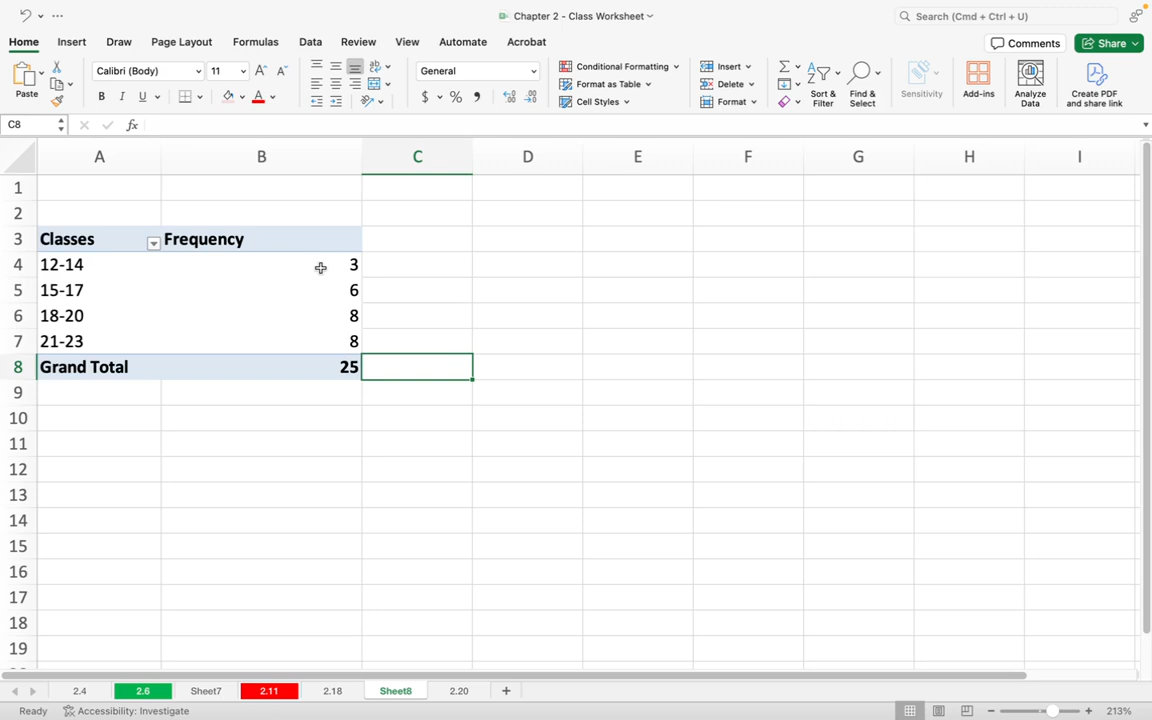 Chapter 2 - Class Worksheet
Search (Cmd + Ctrl + U)
Home Insert Draw Page Layout Formulas Data Review View Automate Acrobat
Comments Share
Paste
Calibri (Body) 11
B I U
General
Conditional Formatting
Format as Table
Cell Styles
Insert
Delete
Format
Sort & Filter
Find & Select
Sensitivity
Add-ins
Analyze Data
Create PDF and share link
C8 fx
A B C D E F G H I
1
2
3 Classes Frequency
4 12-14 3
5 15-17 6
6 18-20 8
7 21-23 8
8 Grand Total 25
9
10
11
12
13
14
15
16
17
18
19
2.4 2.6 Sheet7 2.11 2.18 Sheet8 2.20 +
Ready Accessibility: Investigate 213%